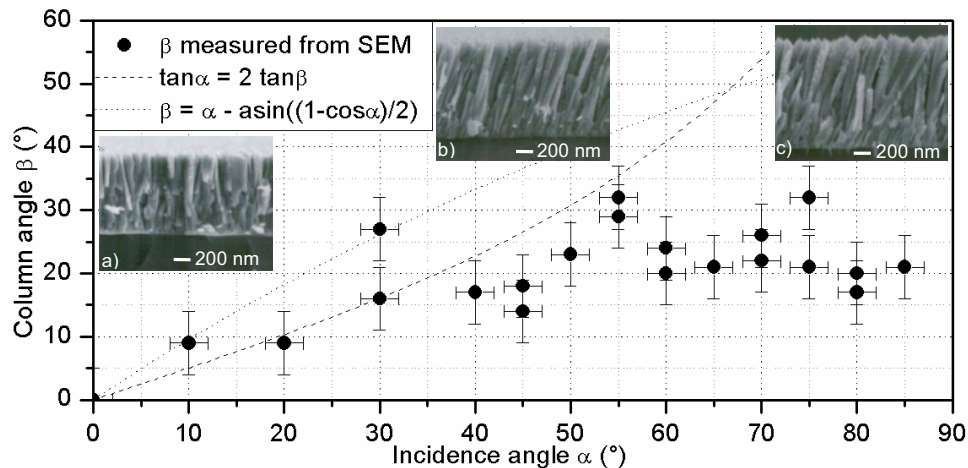 60
50
40
30
20
10
0
Column angle β (°)
β measured from SEM
tanα = 2 tanβ
β = α - asin((1-cosα)/2)
a)
200 nm
b)
200 nm
c)
200 nm
0 10 20 30 40 50 60 70 80 90
Incidence angle α (°)